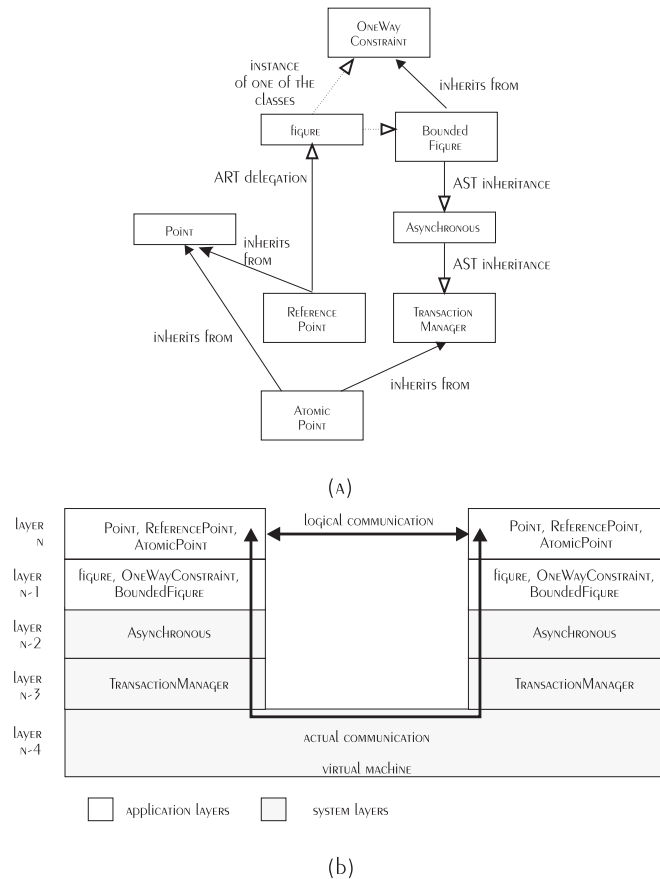 OneWay
Constraint
instance
of one of the
classes
inherits from
figure
Bounded
Figure
ART delegation
AST inheritance
Point
Asynchronous
inherits
from
AST inheritance
Reference
Point
Transaction
Manager
inherits from
inherits from
Atomic
Point
(a)
layer
n
Point, ReferencePoint,
AtomicPoint
logical communication
Point, ReferencePoint,
AtomicPoint
layer
n-1
figure, OneWayConstraint,
BoundedFigure
figure, OneWayConstraint,
BoundedFigure
layer
n-2
Asynchronous
Asynchronous
layer
n-3
TransactionManager
TransactionManager
layer
n-4
actual communication
virtual machine
application layers
system layers
(b)